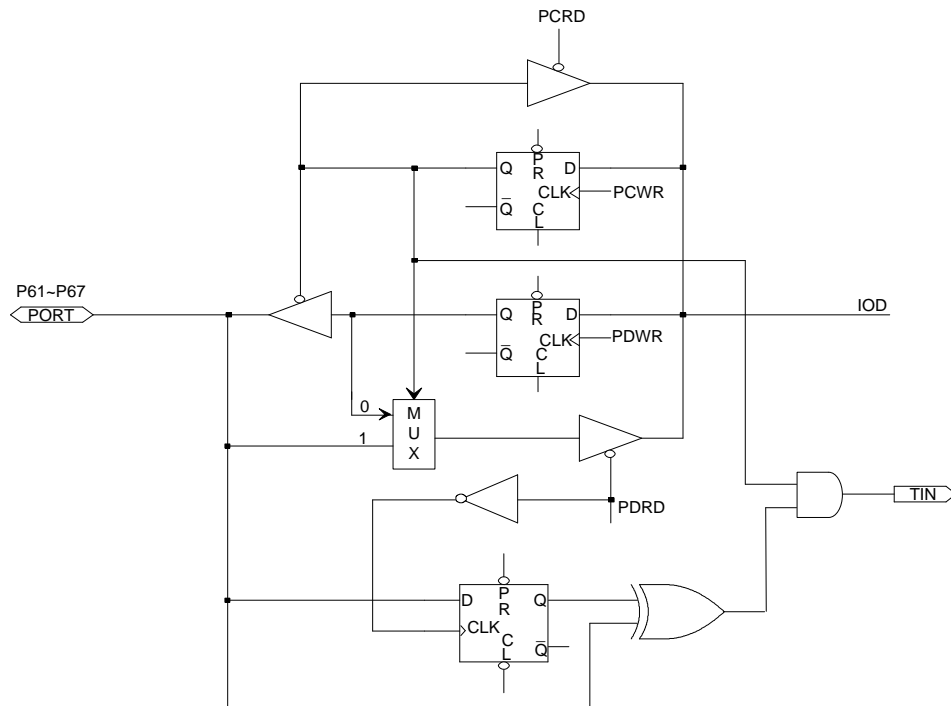 PCRD
Q
P
R
D
CLK
PCWR
Q̅
C
L
P61~P67
PORT
Q
P
R
D
IOD
CLK
PDWR
Q̅
C
L
0
M
U
X
1
PDRD
TIN
D
P
R
Q
CLK
C
L
Q̅